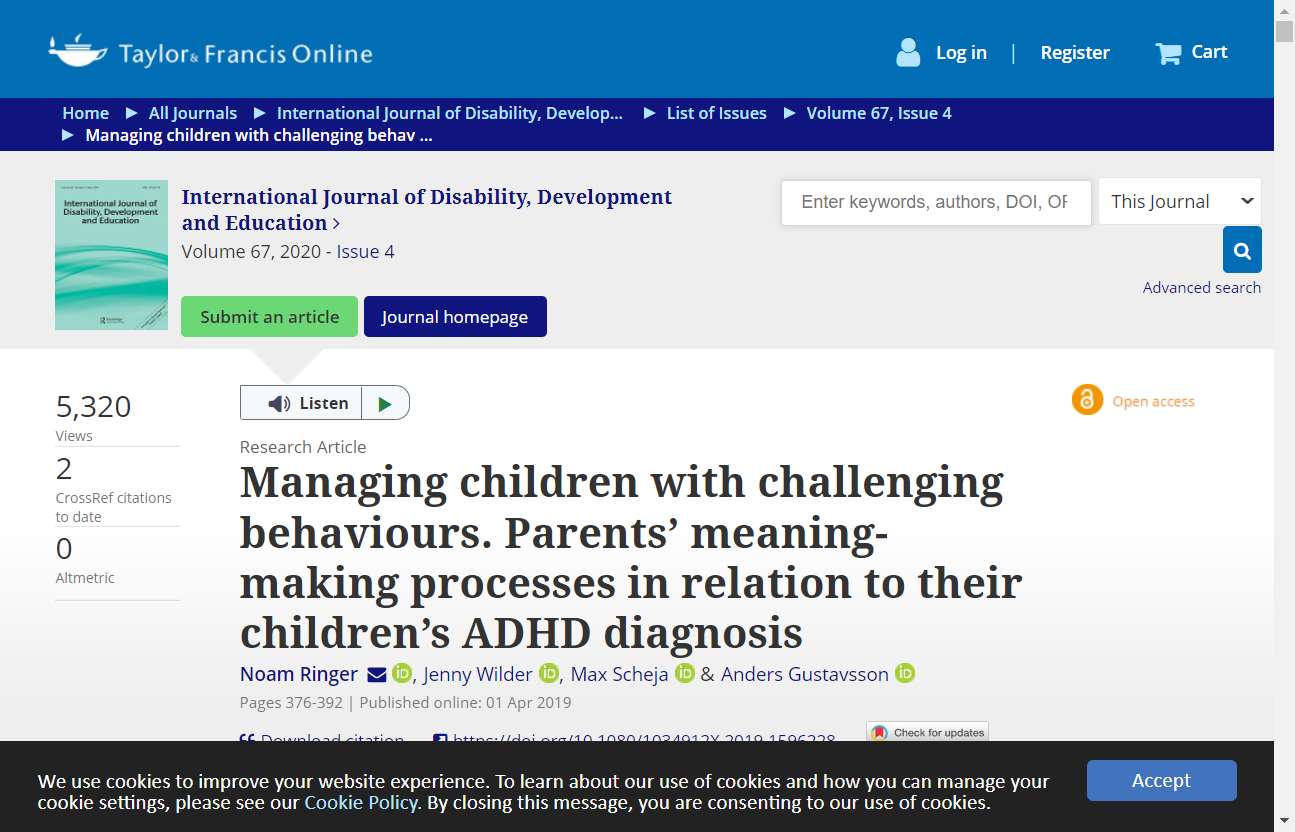 Taylor & Francis Online
Log in | Register Cart
Home ▶ All Journals ▶ International Journal of Disability, Develop... ▶ List of Issues ▶ Volume 67, Issue 4
▶ Managing children with challenging behav ...
International Journal of
Disability, Development
and Education
International Journal of Disability, Development
and Education ›
Volume 67, 2020 - Issue 4
Enter keywords, authors, DOI, OF
This Journal
Advanced search
Submit an article
Journal homepage
5,320
Views
2
CrossRef citations
to date
0
Altmetric
Listen
Open access
Research Article
Managing children with challenging
behaviours. Parents’ meaning-
making processes in relation to their
children’s ADHD diagnosis
Noam Ringer iD, Jenny Wilder iD, Max Scheja iD & Anders Gustavsson iD
Pages 376-392 | Published online: 01 Apr 2019
Download citation https://doi.org/10.1080/1034912X.2019.1596228 Check for updates
We use cookies to improve your website experience. To learn about our use of cookies and how you can manage your
cookie settings, please see our Cookie Policy. By closing this message, you are consenting to our use of cookies.
Accept